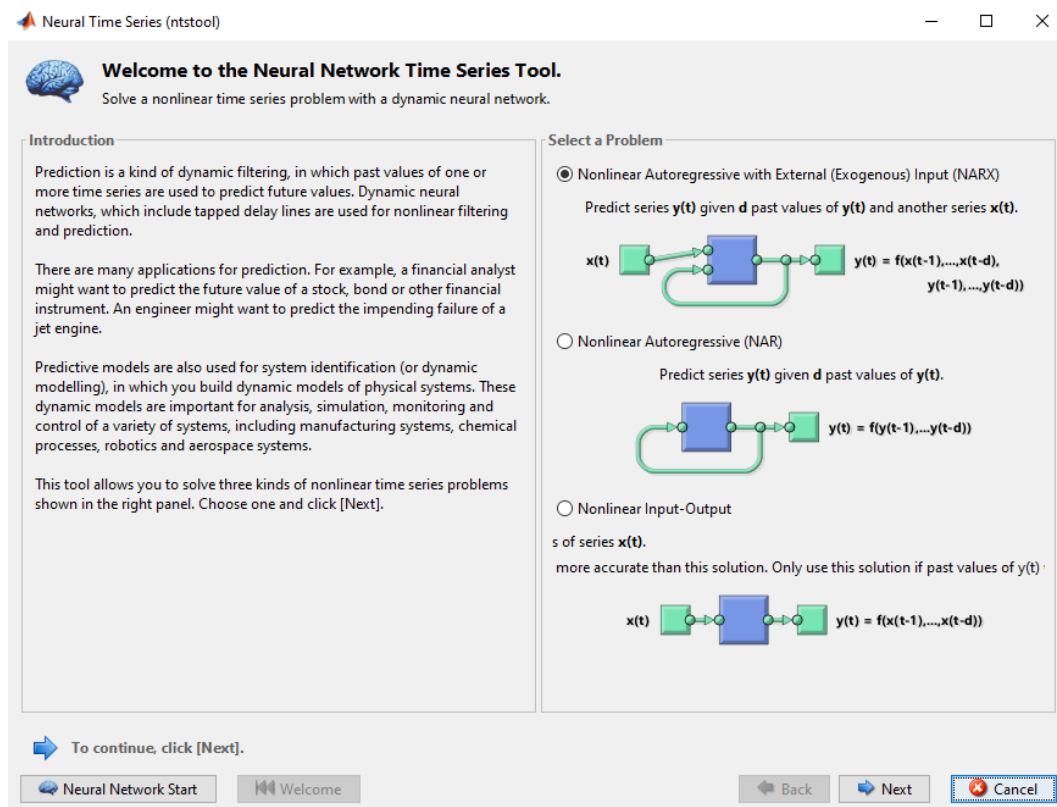 Neural Time Series (ntstool)
Welcome to the Neural Network Time Series Tool.
Solve a nonlinear time series problem with a dynamic neural network.
Introduction
Prediction is a kind of dynamic filtering, in which past values of one or
more time series are used to predict future values. Dynamic neural
networks, which include tapped delay lines are used for nonlinear filtering
and prediction.
There are many applications for prediction. For example, a financial analyst
might want to predict the future value of a stock, bond or other financial
instrument. An engineer might want to predict the impending failure of a
jet engine.
Predictive models are also used for system identification (or dynamic
modelling), in which you build dynamic models of physical systems. These
dynamic models are important for analysis, simulation, monitoring and
control of a variety of systems, including manufacturing systems, chemical
processes, robotics and aerospace systems.
This tool allows you to solve three kinds of nonlinear time series problems
shown in the right panel. Choose one and click [Next].
Select a Problem
Nonlinear Autoregressive with External (Exogenous) Input (NARX)
Predict series y(t) given d past values of y(t) and another series x(t).
x(t)
y(t) = f(x(t-1),...,x(t-d),
y(t-1),...,y(t-d))
Nonlinear Autoregressive (NAR)
Predict series y(t) given d past values of y(t).
y(t) = f(y(t-1),...y(t-d))
Nonlinear Input-Output
s of series x(t).
more accurate than this solution. Only use this solution if past values of y(t)
x(t)
y(t) = f(x(t-1),...,x(t-d))
To continue, click [Next].
Neural Network Start
Welcome
Back
Next
Cancel